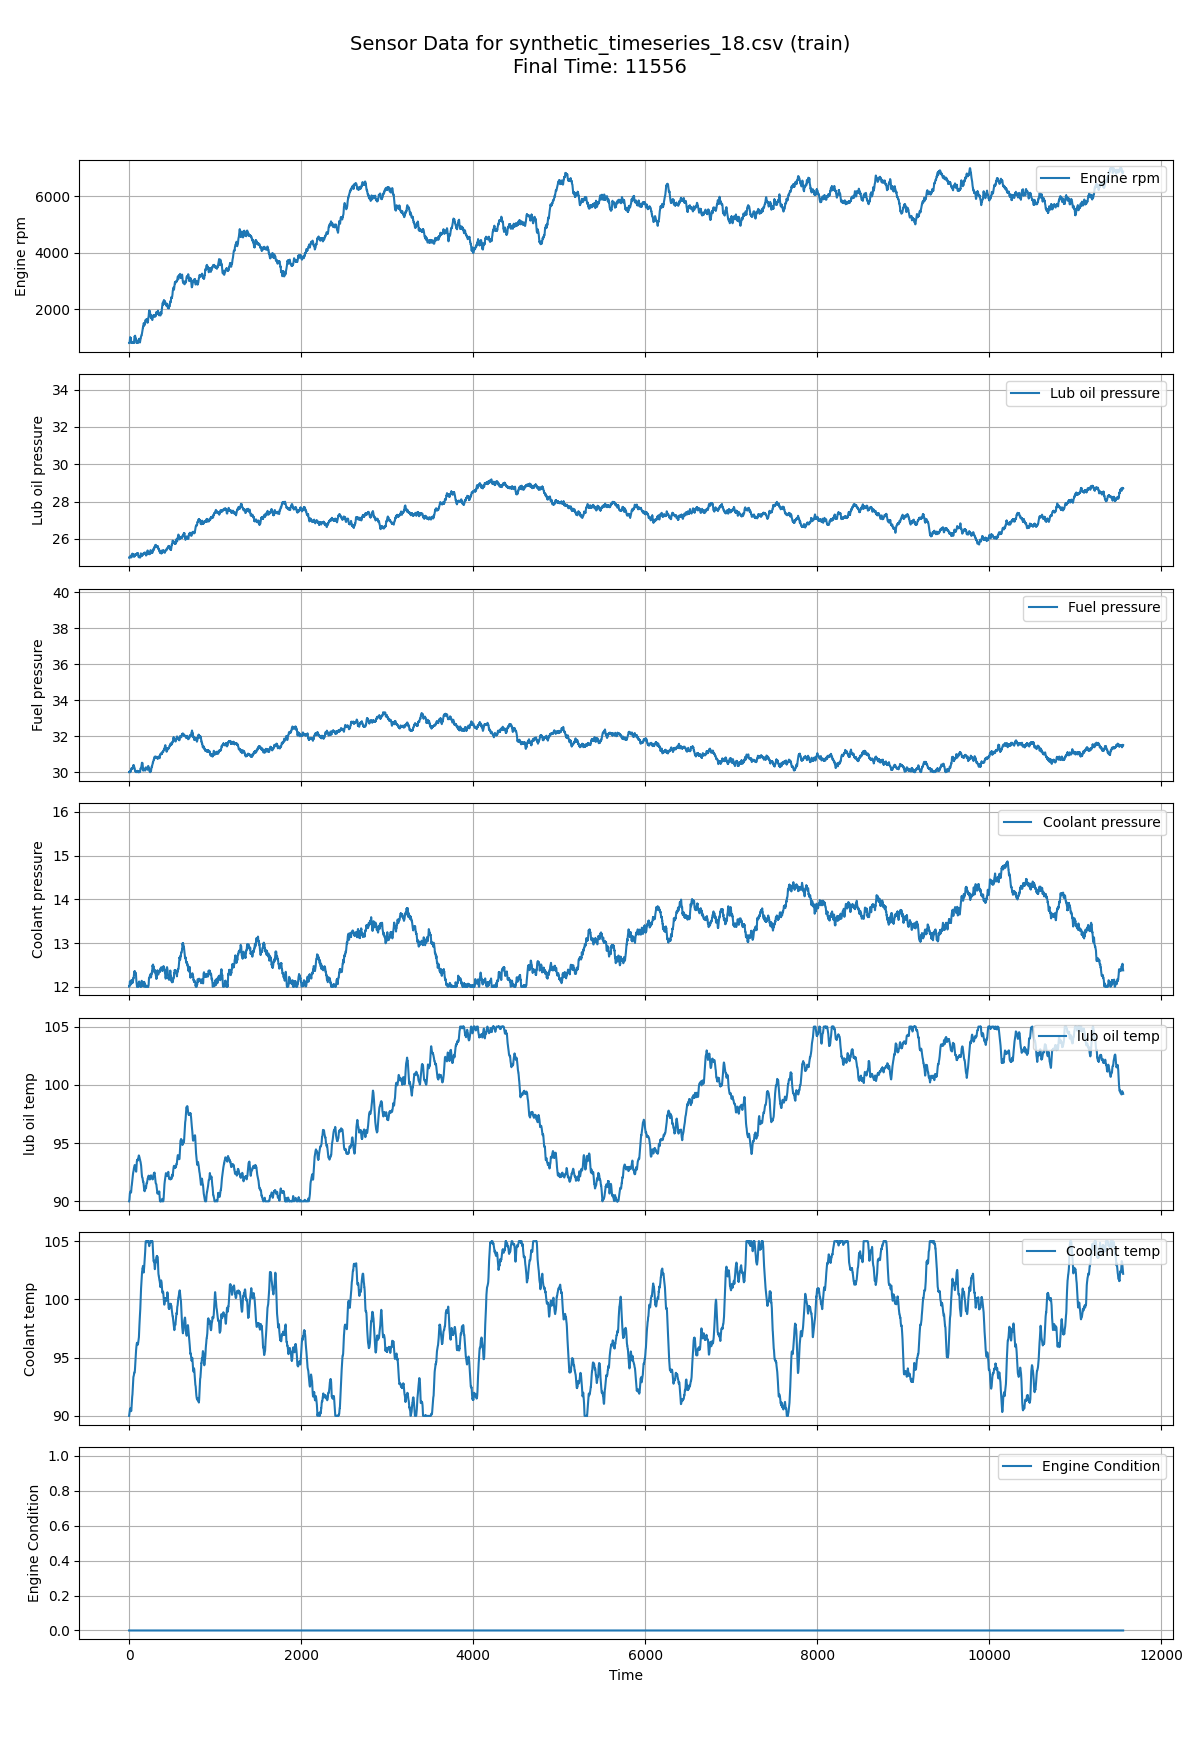 Sensor Data for synthetic_timeseries_18.csv (train)
Final Time: 11556
Engine rpm
6000
4000
2000
Engine rpm
Lub oil pressure
34
32
30
28
26
Lub oil pressure
Fuel pressure
40
38
36
34
32
30
Fuel pressure
Coolant pressure
16
15
14
13
12
Coolant pressure
lub oil temp
105
100
95
90
lub oil temp
Coolant temp
105
100
95
90
Coolant temp
Engine Condition
1.0
0.8
0.6
0.4
0.2
0.0
Engine Condition
0 2000 4000 6000 8000 10000 12000
Time